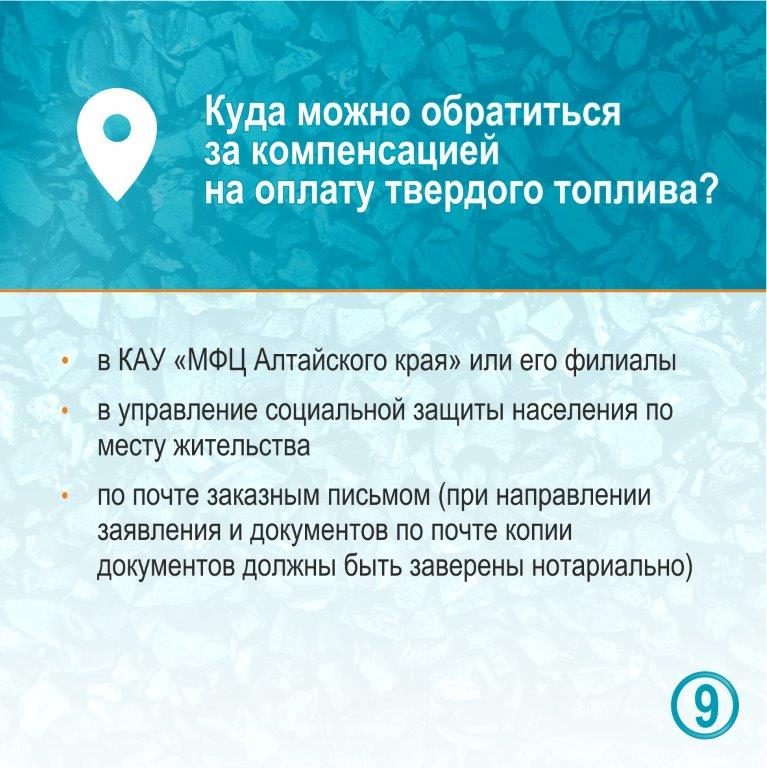 Куда можно обратиться
за компенсацией
на оплату твердого топлива?
• в КАУ «МФЦ Алтайского края» или его филиалы
• в управление социальной защиты населения по
месту жительства
• по почте заказным письмом (при направлении
заявления и документов по почте копии
документов должны быть заверены нотариально)
9